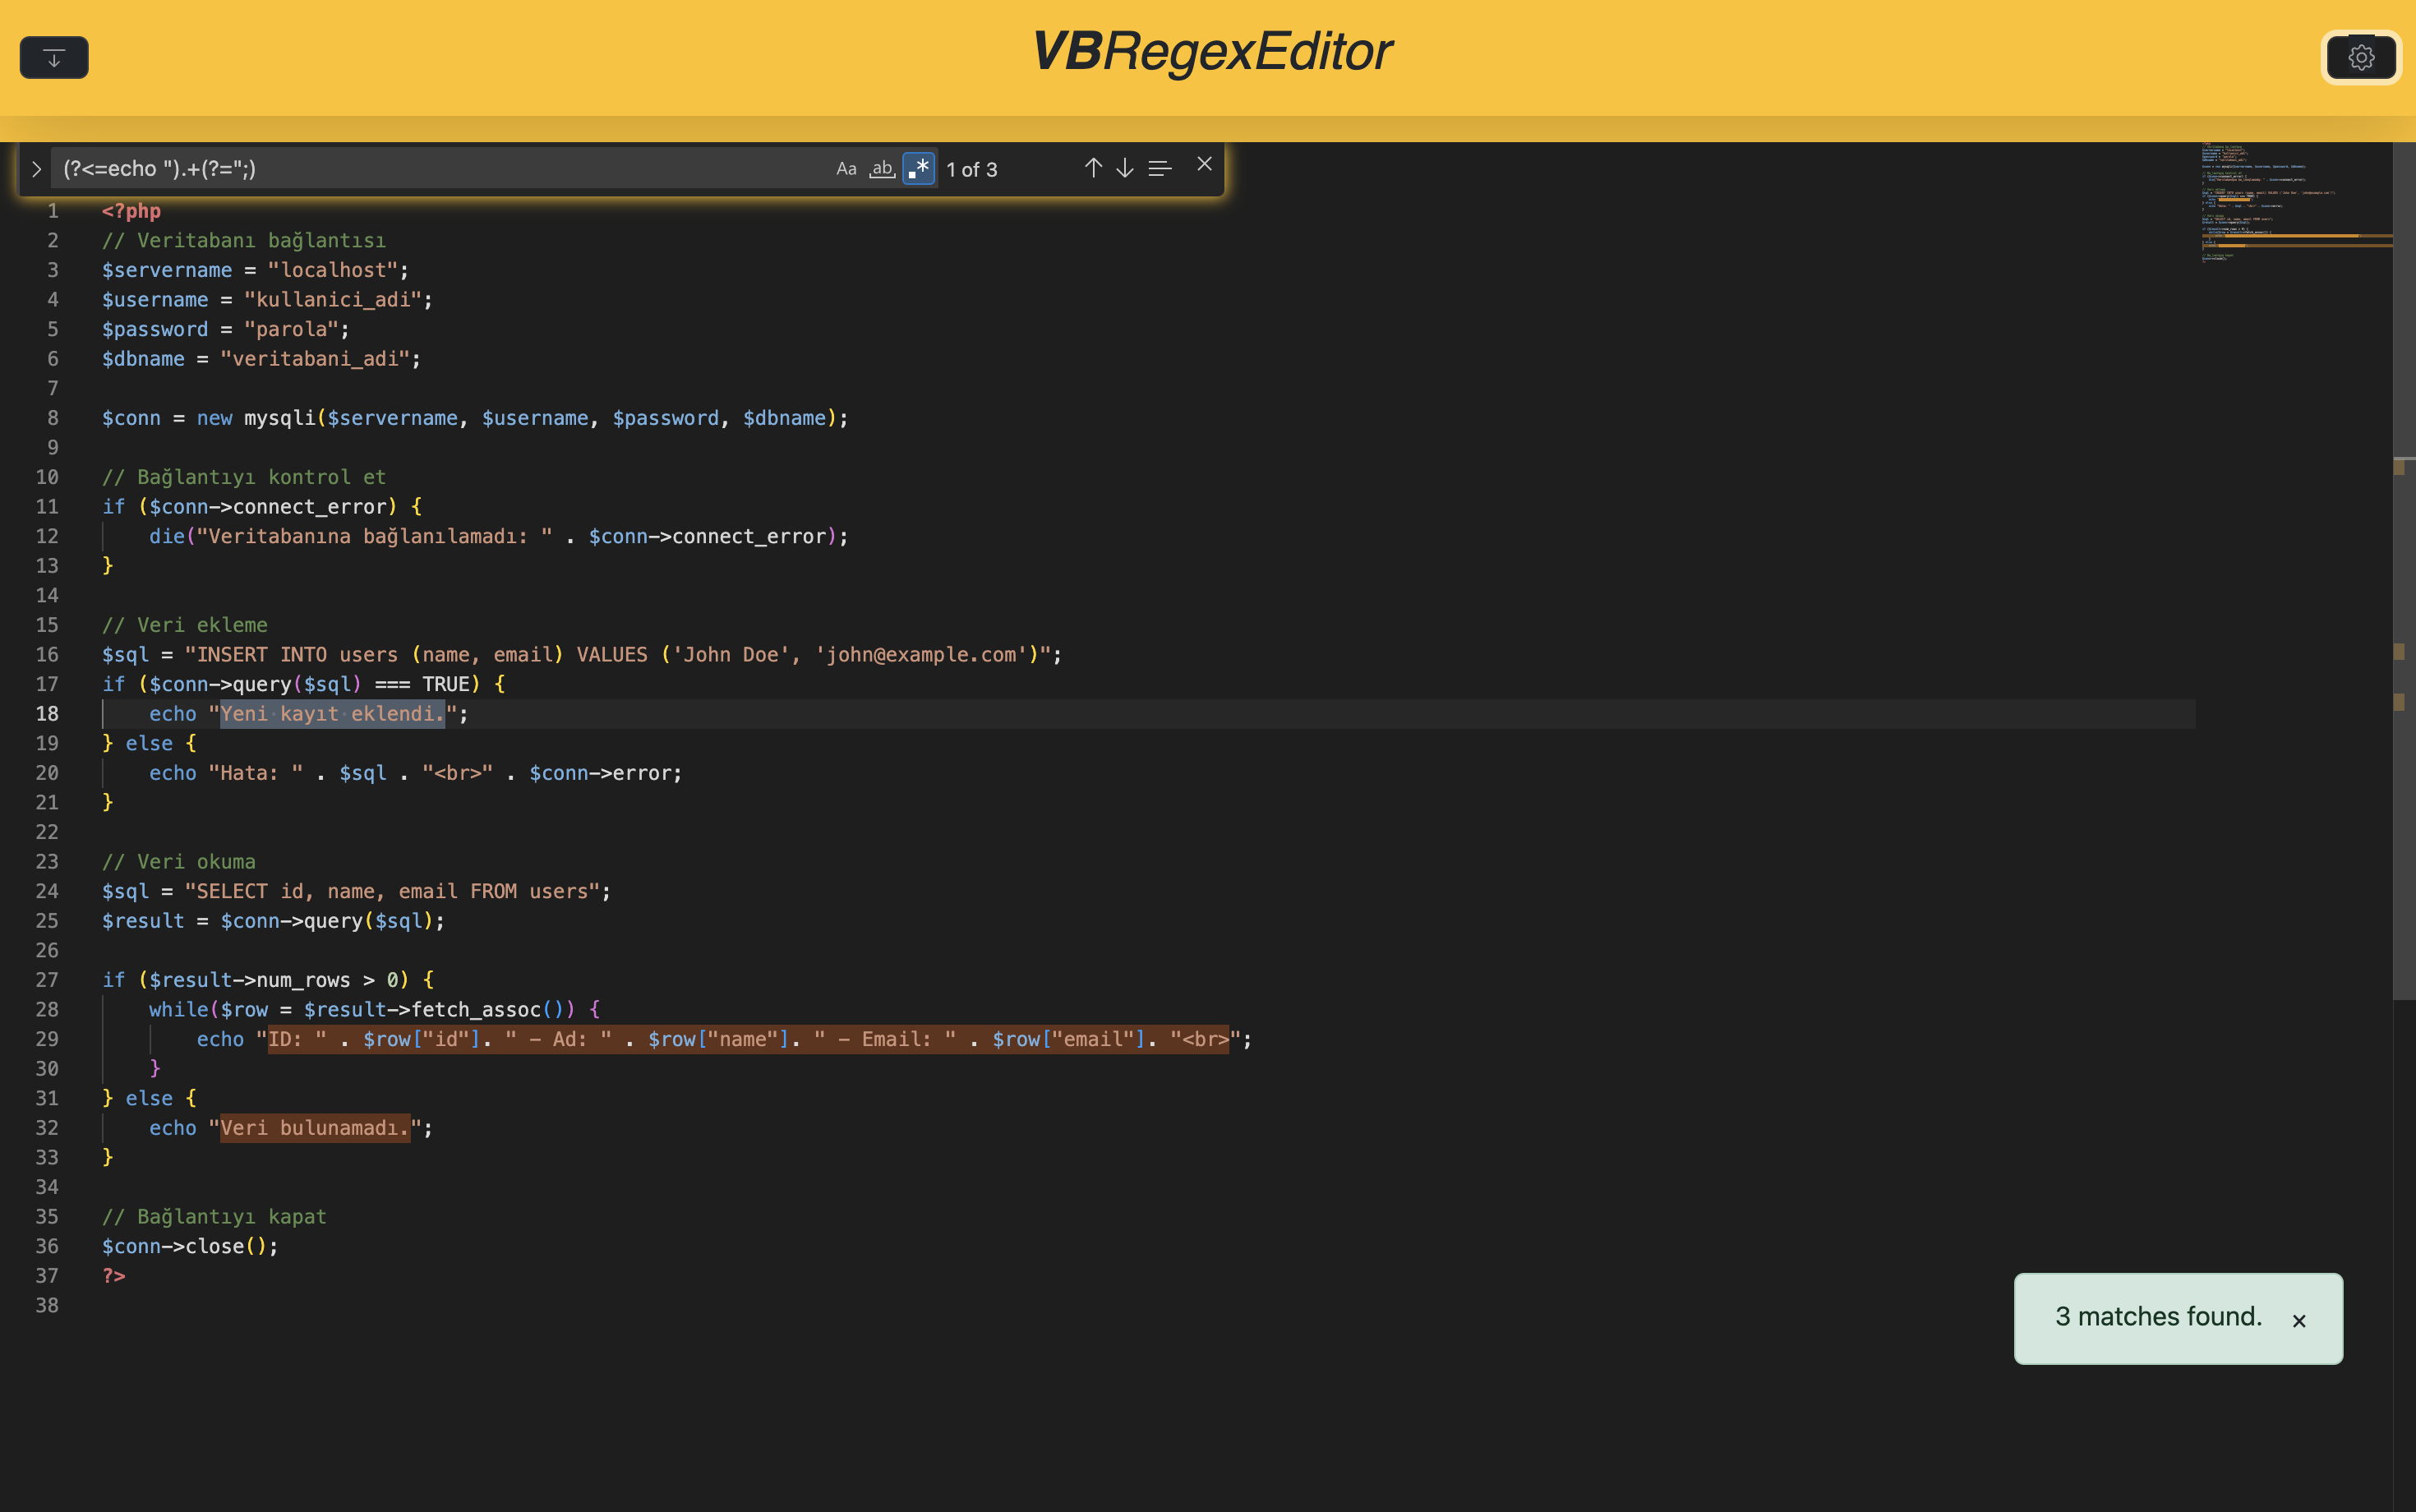 VBRegexEditor
(?<=echo ").+(?=";)
Aa ab .* 1 of 3
1 <?php
2 // Veritabanı bağlantısı
3 $servername = "localhost";
4 $username = "kullanici_adi";
5 $password = "parola";
6 $dbname = "veritabani_adi";
7
8 $conn = new mysqli($servername, $username, $password, $dbname);
9
10 // Bağlantıyı kontrol et
11 if ($conn->connect_error) {
12     die("Veritabanına bağlanılamadı: " . $conn->connect_error);
13 }
14
15 // Veri ekleme
16 $sql = "INSERT INTO users (name, email) VALUES ('John Doe', 'john@example.com')";
17 if ($conn->query($sql) === TRUE) {
18     echo "Yeni kayıt eklendi.";
19 } else {
20     echo "Hata: " . $sql . "<br>" . $conn->error;
21 }
22
23 // Veri okuma
24 $sql = "SELECT id, name, email FROM users";
25 $result = $conn->query($sql);
26
27 if ($result->num_rows > 0) {
28     while($row = $result->fetch_assoc()) {
29         echo "ID: " . $row["id"]. " - Ad: " . $row["name"]. " - Email: " . $row["email"]. "<br>";
30     }
31 } else {
32     echo "Veri bulunamadı.";
33 }
34
35 // Bağlantıyı kapat
36 $conn->close();
37 ?>
38
3 matches found. ×